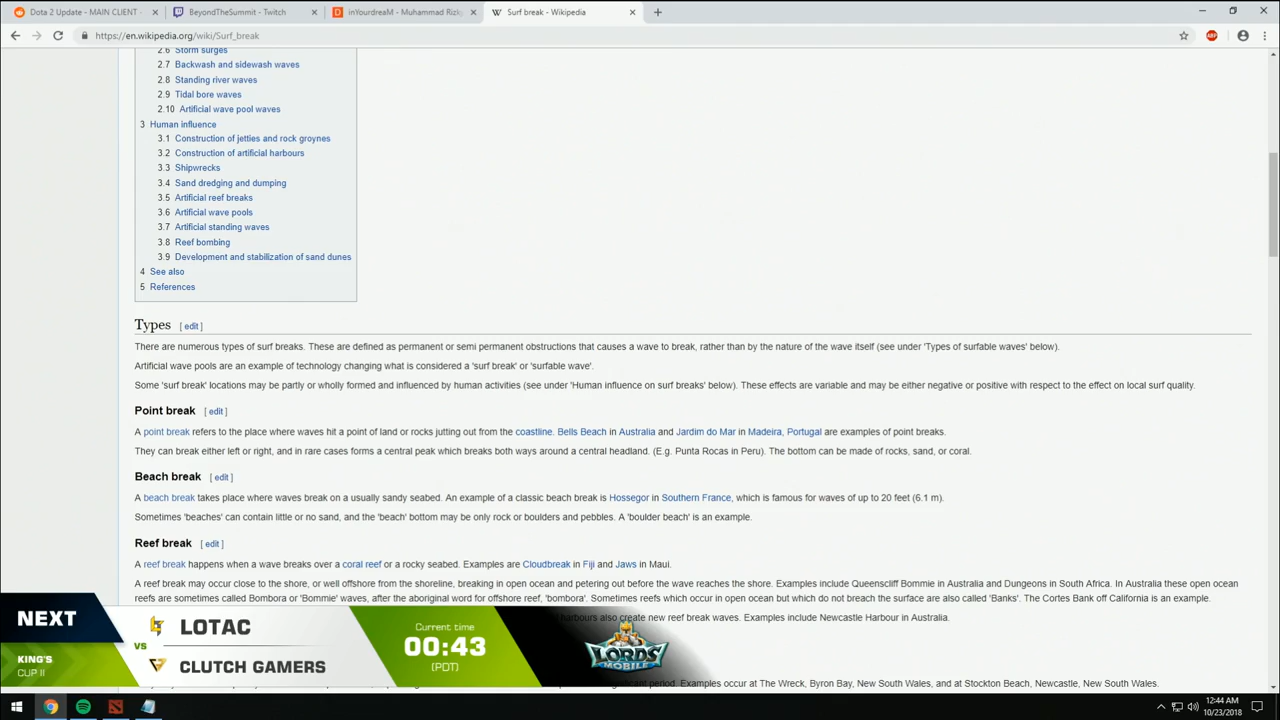 Dota 2 Update - MAIN CLIENT -
BeyondTheSummit - Twitch
inYourdreaM - Muhammad Rizky
Surf break - Wikipedia
https://en.wikipedia.org/wiki/Surf_break
2.6 Storm surges
2.7 Backwash and sidewash waves
2.8 Standing river waves
2.9 Tidal bore waves
2.10 Artificial wave pool waves
3 Human influence
3.1 Construction of jetties and rock groynes
3.2 Construction of artificial harbours
3.3 Shipwrecks
3.4 Sand dredging and dumping
3.5 Artificial reef breaks
3.6 Artificial wave pools
3.7 Artificial standing waves
3.8 Reef bombing
3.9 Development and stabilization of sand dunes
4 See also
5 References
Types [ edit ]
There are numerous types of surf breaks. These are defined as permanent or semi permanent obstructions that causes a wave to break, rather than by the nature of the wave itself (see under 'Types of surfable waves' below).
Artificial wave pools are an example of technology changing what is considered a 'surf break' or 'surfable wave'.
Some 'surf break' locations may be partly or wholly formed and influenced by human activities (see under 'Human influence on surf breaks' below). These effects are variable and may be either negative or positive with respect to the effect on local surf quality.
Point break [ edit ]
A point break refers to the place where waves hit a point of land or rocks jutting out from the coastline. Bells Beach in Australia and Jardim do Mar in Madeira, Portugal are examples of point breaks.
They can break either left or right, and in rare cases forms a central peak which breaks both ways around a central headland. (E.g. Punta Rocas in Peru). The bottom can be made of rocks, sand, or coral.
Beach break [ edit ]
A beach break takes place where waves break on a usually sandy seabed. An example of a classic beach break is Hossegor in Southern France, which is famous for waves of up to 20 feet (6.1 m).
Sometimes 'beaches' can contain little or no sand, and the 'beach' bottom may be only rock or boulders and pebbles. A 'boulder beach' is an example.
Reef break [ edit ]
A reef break happens when a wave breaks over a coral reef or a rocky seabed. Examples are Cloudbreak in Fiji and Jaws in Maui.
A reef break may occur close to the shore, or well offshore from the shoreline, breaking in open ocean and petering out before the wave reaches the shore. Examples include Queenscliff Bommie in Australia and Dungeons in South Africa. In Australia these open ocean
reefs are sometimes called Bombora or 'Bommie' waves, after the aboriginal word for offshore reef, 'bombora'. Sometimes reefs which occur in open ocean but which do not breach the surface are also called 'Banks'. The Cortes Bank off California is an example.
harbours also create new reef break waves. Examples include Newcastle Harbour in Australia.
period. Examples occur at The Wreck, Byron Bay, New South Wales, and at Stockton Beach, Newcastle, New South Wales.
NEXT
KING'S
CUP II
LOTAC
VS
CLUTCH GAMERS
Current time
00:43
(PDT)
LORDS
MOBILE
12:44 AM
10/23/2018